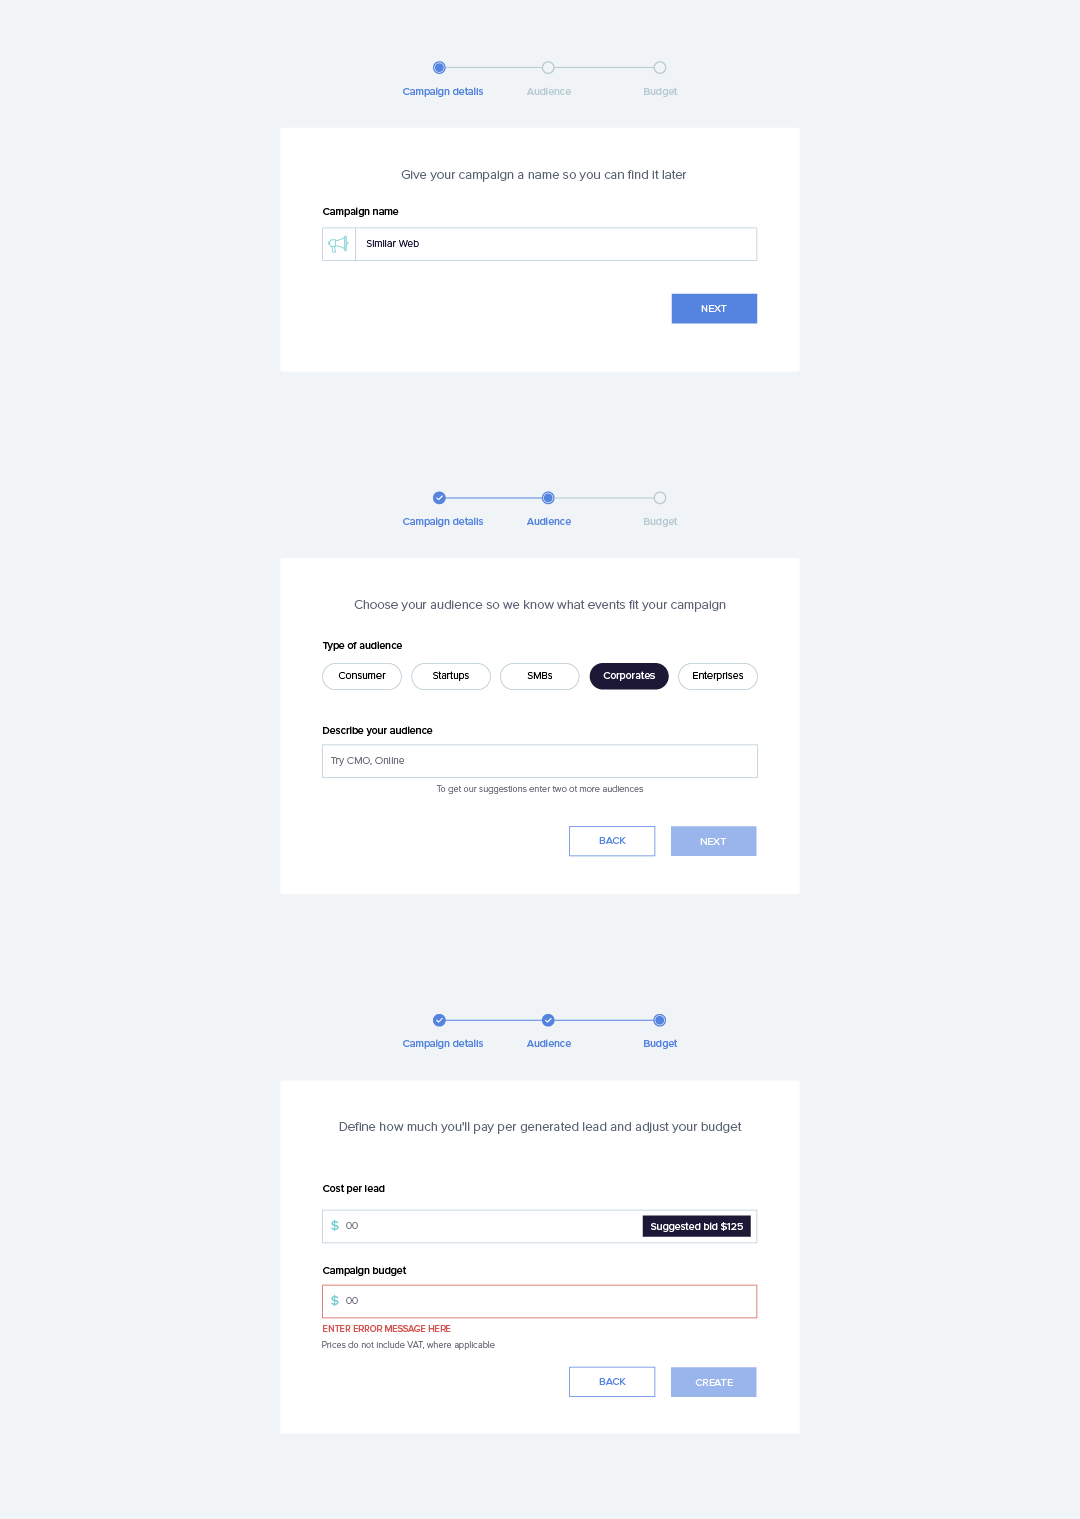 Campaign details Audience Budget
Give your campaign a name so you can find it later
Campaign name
Similar Web
NEXT
Campaign details Audience Budget
Choose your audience so we know what events fit your campaign
Type of audience
Consumer Startups SMBs Corporates Enterprises
Describe your audience
Try CMO, Online
To get our suggestions enter two ot more audiences
BACK NEXT
Campaign details Audience Budget
Define how much you'll pay per generated lead and adjust your budget
Cost per lead
$ 00 Suggested bid $125
Campaign budget
$ 00
ENTER ERROR MESSAGE HERE
Prices do not include VAT, where applicable
BACK CREATE